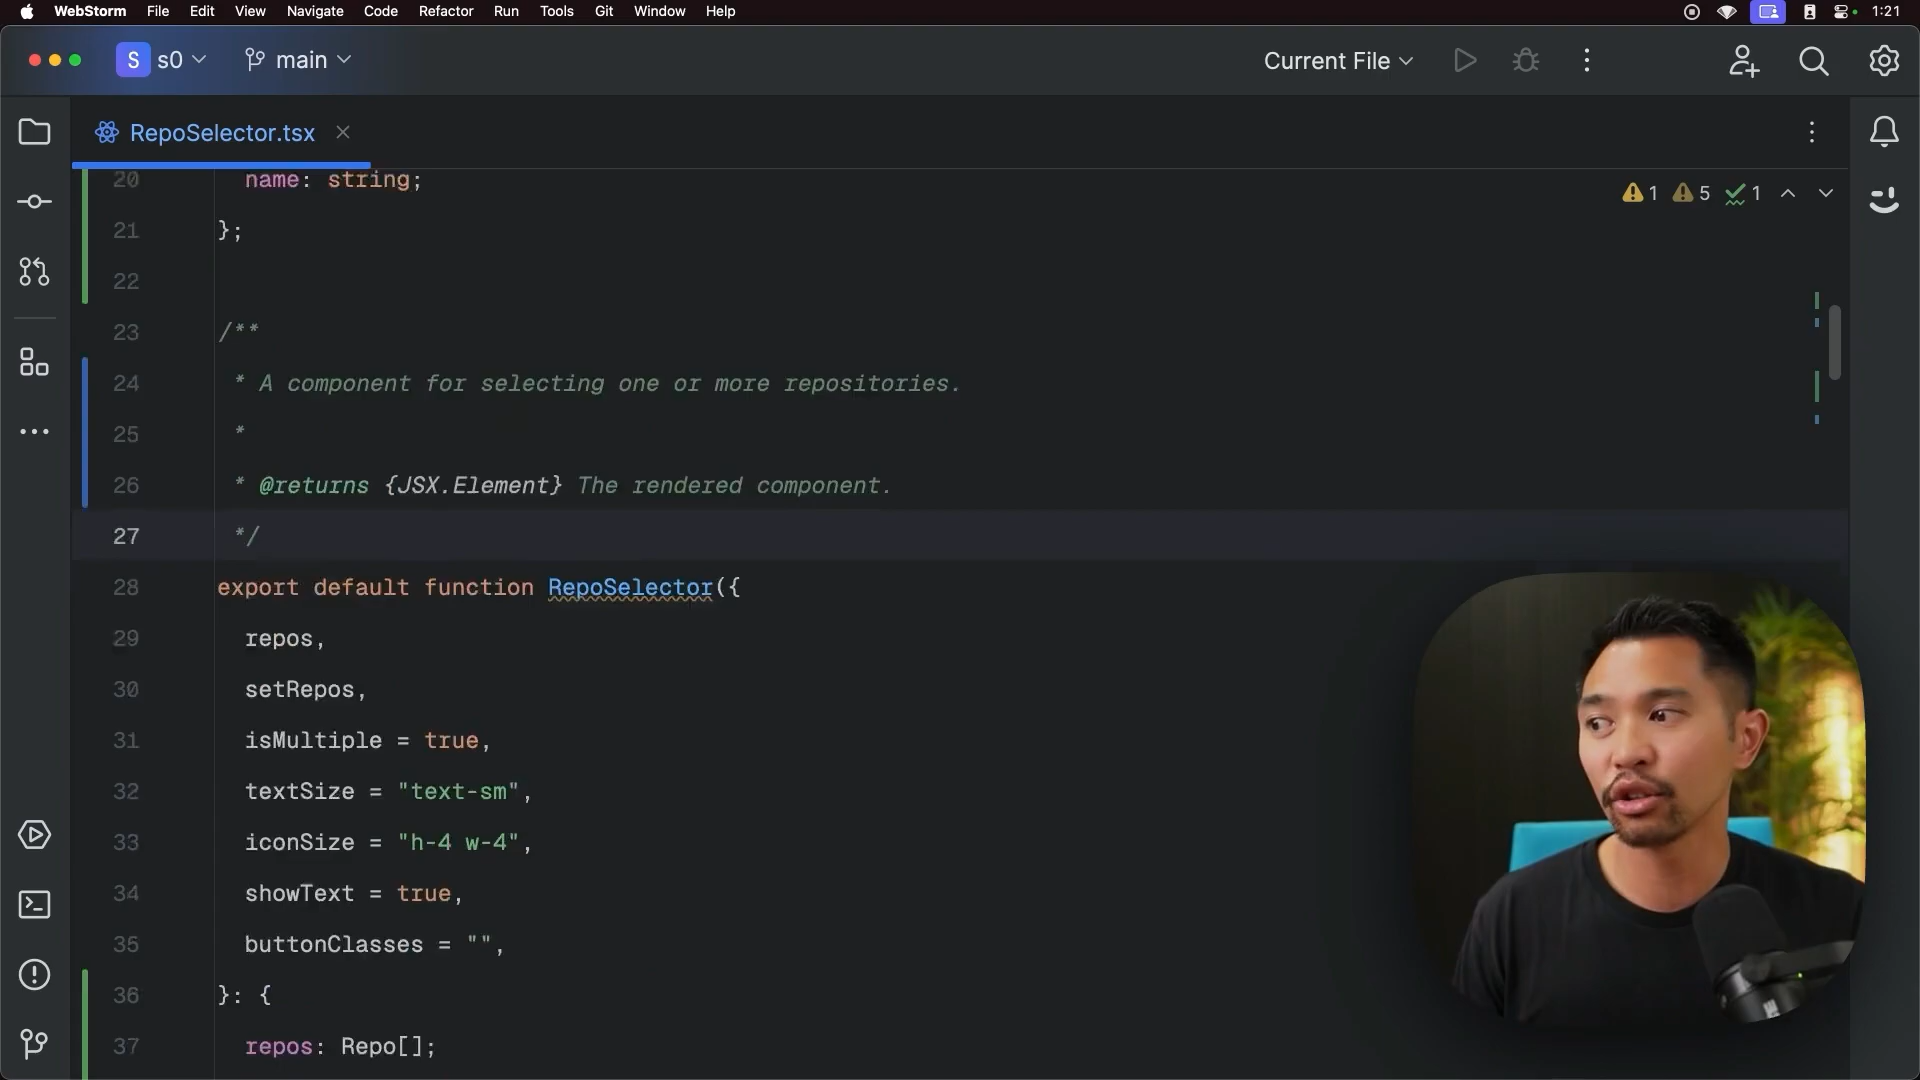 WebStorm File Edit View Navigate Code Refactor Run Tools Git Window Help 1:21
S s0 main Current File
RepoSelector.tsx
20 name: string; 1 5 1
21 };
22
23 /**
24 * A component for selecting one or more repositories.
25 *
26 * @returns {JSX.Element} The rendered component.
27 */
28 export default function RepoSelector({
29 repos,
30 setRepos,
31 isMultiple = true,
32 textSize = "text-sm",
33 iconSize = "h-4 w-4",
34 showText = true,
35 buttonClasses = "",
36 }: {
37 repos: Repo[];